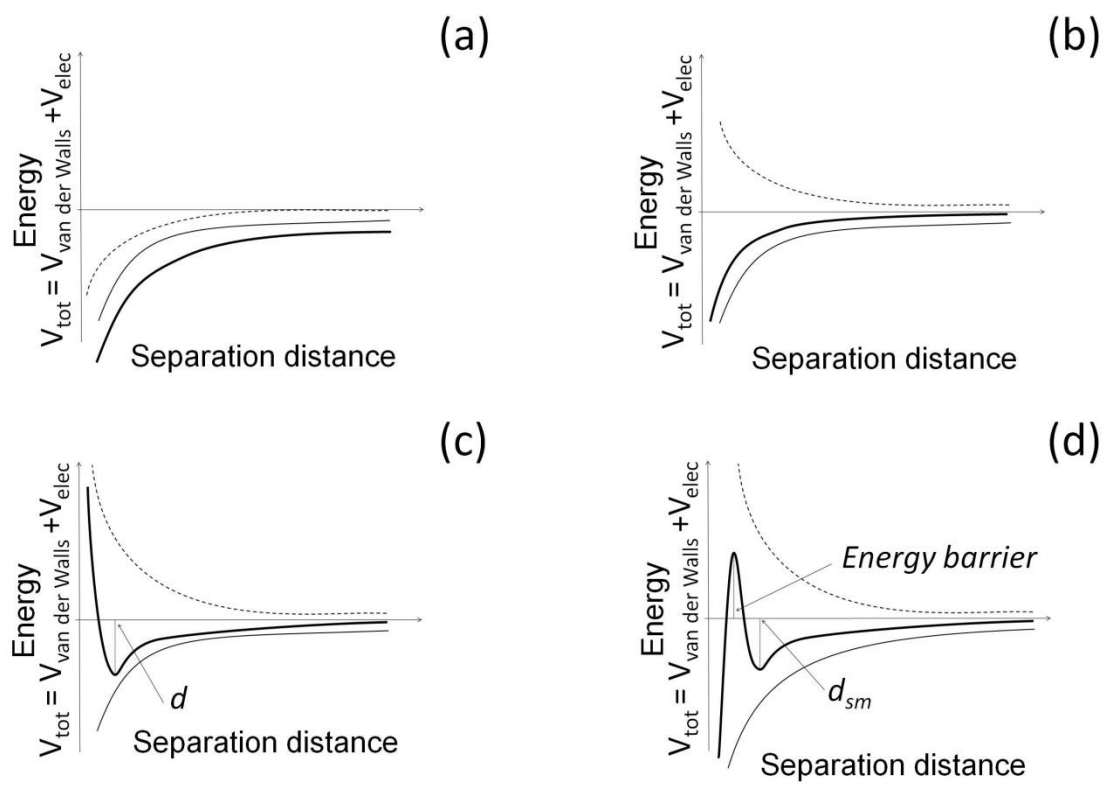 (a)
Energy
V_tot = V_van der Walls +V_elec
Separation distance
(b)
Energy
V_tot = V_van der Walls +V_elec
Separation distance
(c)
Energy
V_tot = V_van der Walls +V_elec
d
Separation distance
(d)
Energy
V_tot = V_van der Walls +V_elec
Energy barrier
d_sm
Separation distance